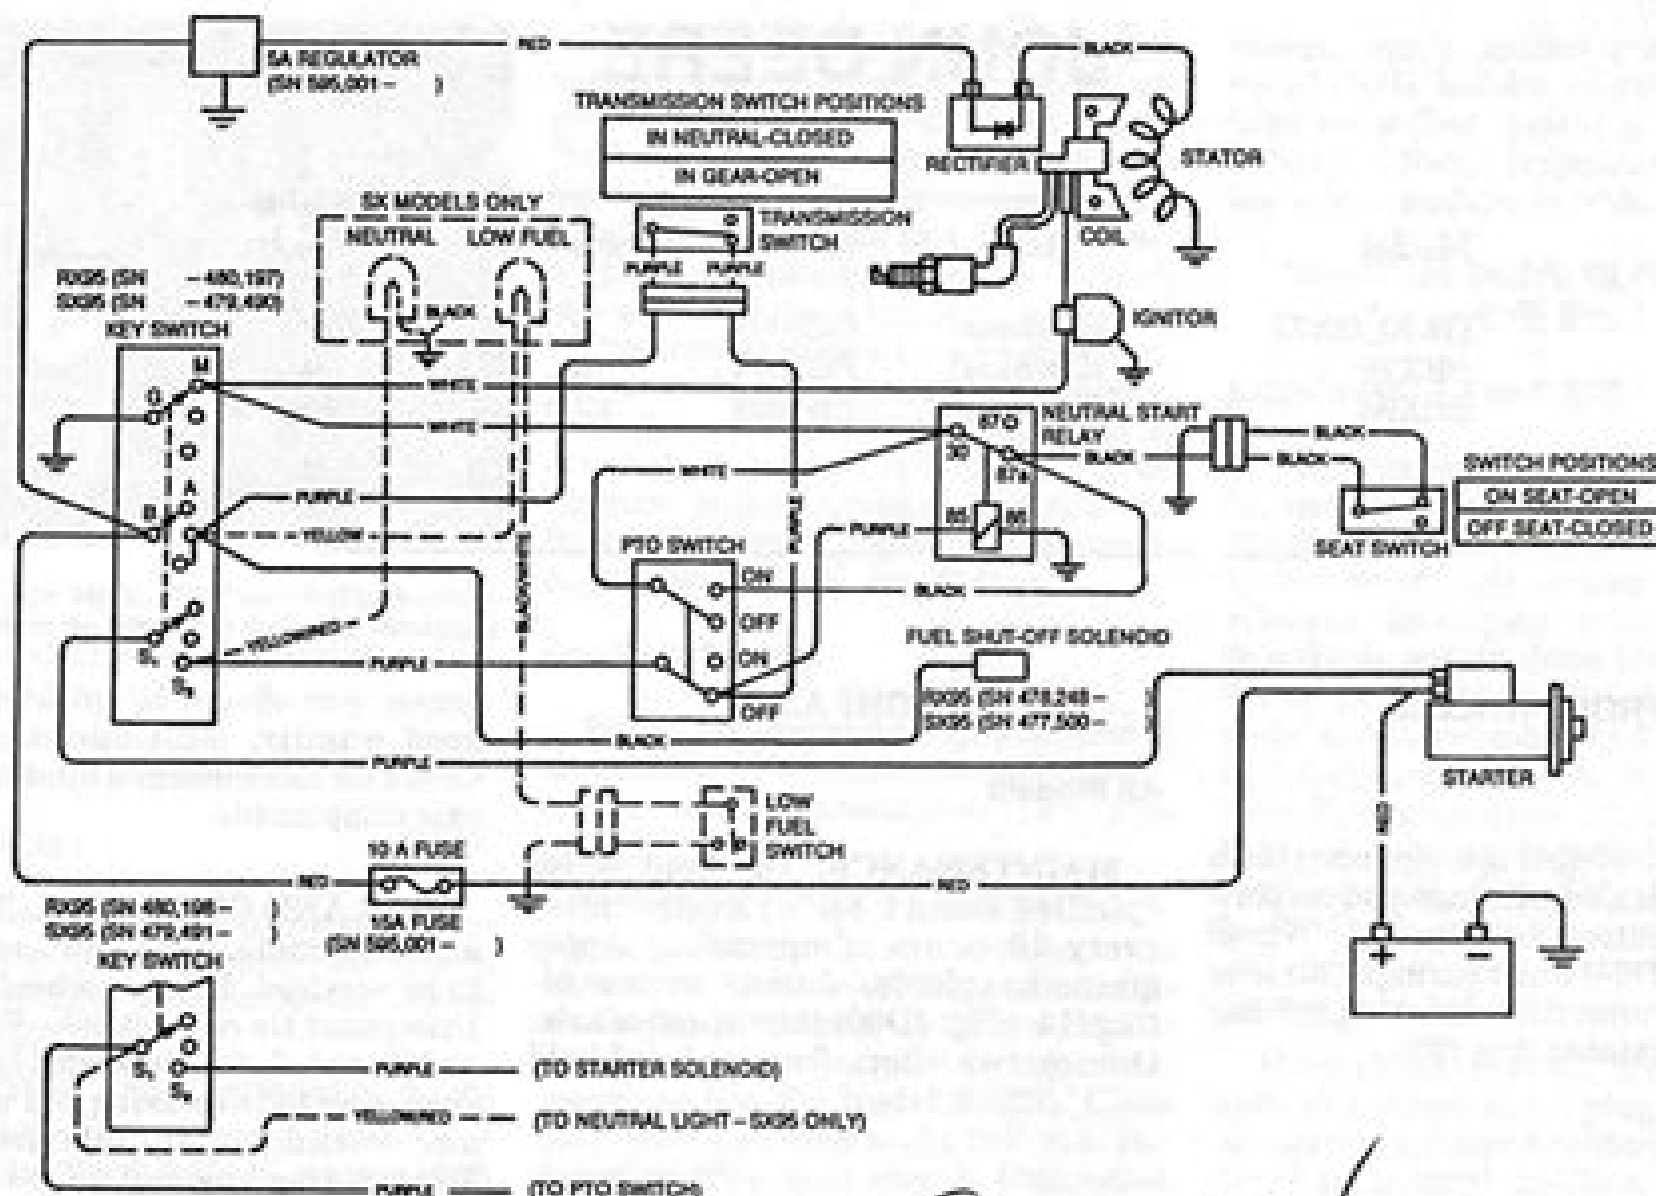 RED
BLACK
5A REGULATOR
(SN 595,001 – )
TRANSMISSION SWITCH POSITIONS
IN NEUTRAL-CLOSED
IN GEAR-OPEN
RECTIFIER
STATOR
COIL
SX MODELS ONLY
NEUTRAL
LOW FUEL
TRANSMISSION
SWITCH
PURPLE
PURPLE
RX95 (SN – 480,197)
SX95 (SN – 479,490)
KEY SWITCH
BLACK
IGNITOR
M
G
WHITE
WHITE
NEUTRAL START
RELAY
87
30
87a
BLACK
BLACK
BLACK
WHITE
SWITCH POSITIONS
ON SEAT-OPEN
OFF SEAT-CLOSED
SEAT SWITCH
A
B
PURPLE
YELLOW
PURPLE
PURPLE
85
86
PTO SWITCH
BLACK/WHITE
ON
OFF
ON
OFF
BLACK
YELLOW/RED
S₁
PURPLE
FUEL SHUT-OFF SOLENOID
RX95 (SN 478,248 –
SX95 (SN 477,500 –
BLACK
PURPLE
STARTER
RED
LOW
FUEL
SWITCH
10 A FUSE
RED
RED
15A FUSE
(SN 595,001 – )
RX95 (SN 480,198 – )
SX95 (SN 479,491 – )
KEY SWITCH
+
–
S₁
PURPLE
(TO STARTER SOLENOID)
YELLOW/RED
(TO NEUTRAL LIGHT – SX95 ONLY)
PURPLE
(TO PTO SWITCH)